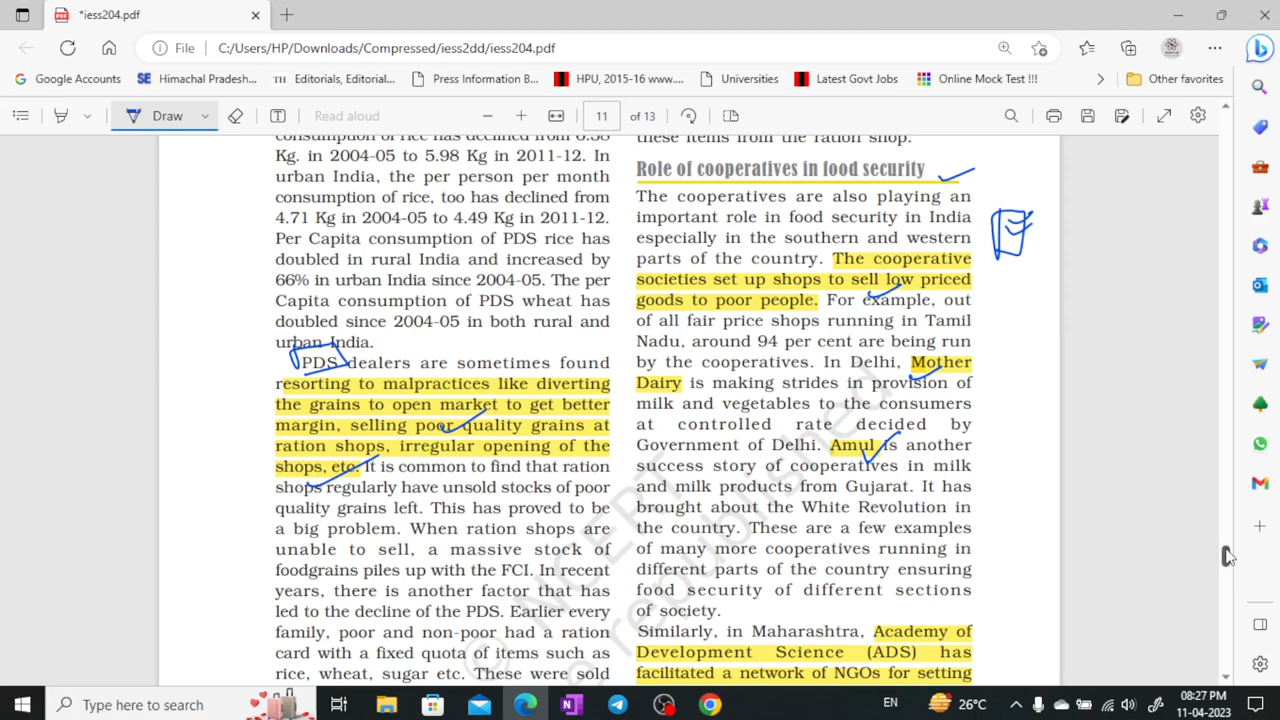 *iess204.pdf
File C:/Users/HP/Downloads/Compressed/iess2dd/iess204.pdf
Google Accounts
SE Himachal Pradesh...
TH Editorials, Editorial...
Press Information B...
HPU, 2015-16 www....
Universities
Latest Govt Jobs
Online Mock Test !!!
Other favorites
Draw
Read aloud
11 of 13
consumption of rice has declined from 6.38
Kg. in 2004-05 to 5.98 Kg in 2011-12. In
urban India, the per person per month
consumption of rice, too has declined from
4.71 Kg in 2004-05 to 4.49 Kg in 2011-12.
Per Capita consumption of PDS rice has
doubled in rural India and increased by
66% in urban India since 2004-05. The per
Capita consumption of PDS wheat has
doubled since 2004-05 in both rural and
urban India.
PDS dealers are sometimes found
resorting to malpractices like diverting
the grains to open market to get better
margin, selling poor quality grains at
ration shops, irregular opening of the
shops, etc. It is common to find that ration
shops regularly have unsold stocks of poor
quality grains left. This has proved to be
a big problem. When ration shops are
unable to sell, a massive stock of
foodgrains piles up with the FCI. In recent
years, there is another factor that has
led to the decline of the PDS. Earlier every
family, poor and non-poor had a ration
card with a fixed quota of items such as
rice, wheat, sugar etc. These were sold
these items from the ration shop.
Role of cooperatives in food security
The cooperatives are also playing an
important role in food security in India
especially in the southern and western
parts of the country. The cooperative
societies set up shops to sell low priced
goods to poor people. For example, out
of all fair price shops running in Tamil
Nadu, around 94 per cent are being run
by the cooperatives. In Delhi, Mother
Dairy is making strides in provision of
milk and vegetables to the consumers
at controlled rate decided by
Government of Delhi. Amul is another
success story of cooperatives in milk
and milk products from Gujarat. It has
brought about the White Revolution in
the country. These are a few examples
of many more cooperatives running in
different parts of the country ensuring
food security of different sections
of society.
Similarly, in Maharashtra, Academy of
Development Science (ADS) has
facilitated a network of NGOs for setting
© NCERT
republished
Type here to search
26°C
EN
08:27 PM
11-04-2023